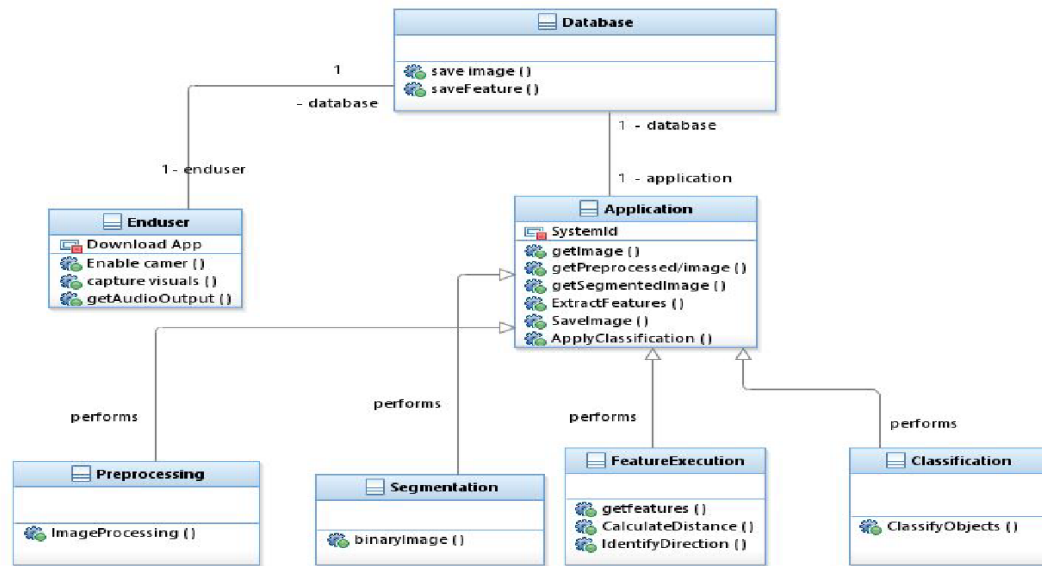 Database
save image ( )
saveFeature ( )
1
- database
1 - database
1 - enduser
1 - application
Enduser
Download App
Enable camer ( )
capture visuals ( )
getAudioOutput ( )
Application
SystemId
getImage ( )
getPreprocessed/image ( )
getSegmentedImage ( )
ExtractFeatures ( )
SaveImage ( )
ApplyClassification ( )
performs
performs
performs
performs
Preprocessing
ImageProcessing ( )
Segmentation
binaryImage ( )
FeatureExecution
getfeatures ( )
CalculateDistance ( )
IdentifyDirection ( )
Classification
ClassifyObjects ( )